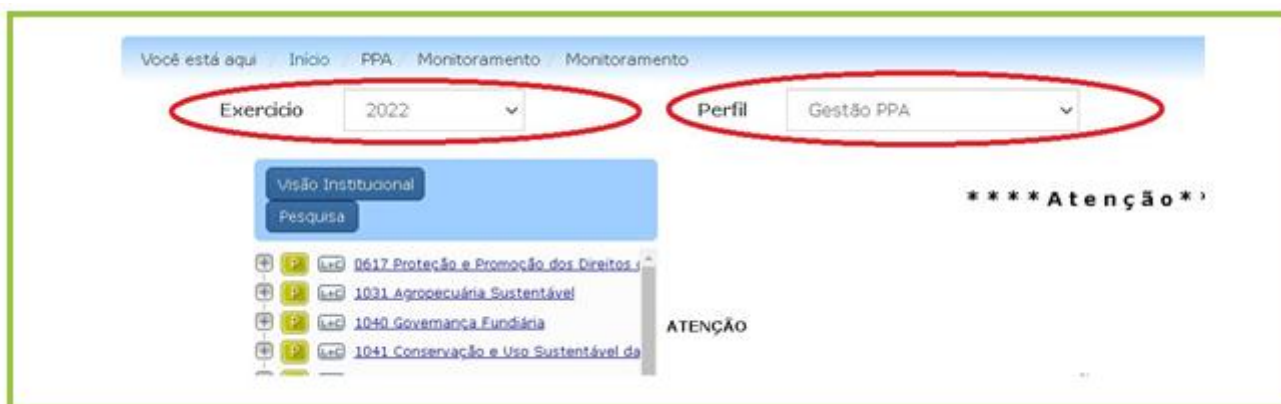 Você está aqui / Início / PPA / Monitoramento / Monitoramento
Exercício 2022 Perfil Gestão PPA
Visão Institucional
Pesquisa
* * * * A t e n ç ã o *
P L+C 0617 Proteção e Promoção dos Direitos
P L+C 1031 Agropecuária Sustentável
P L+C 1040 Governança Fundiária
ATENÇÃO
P L+C 1041 Conservação e Uso Sustentável da